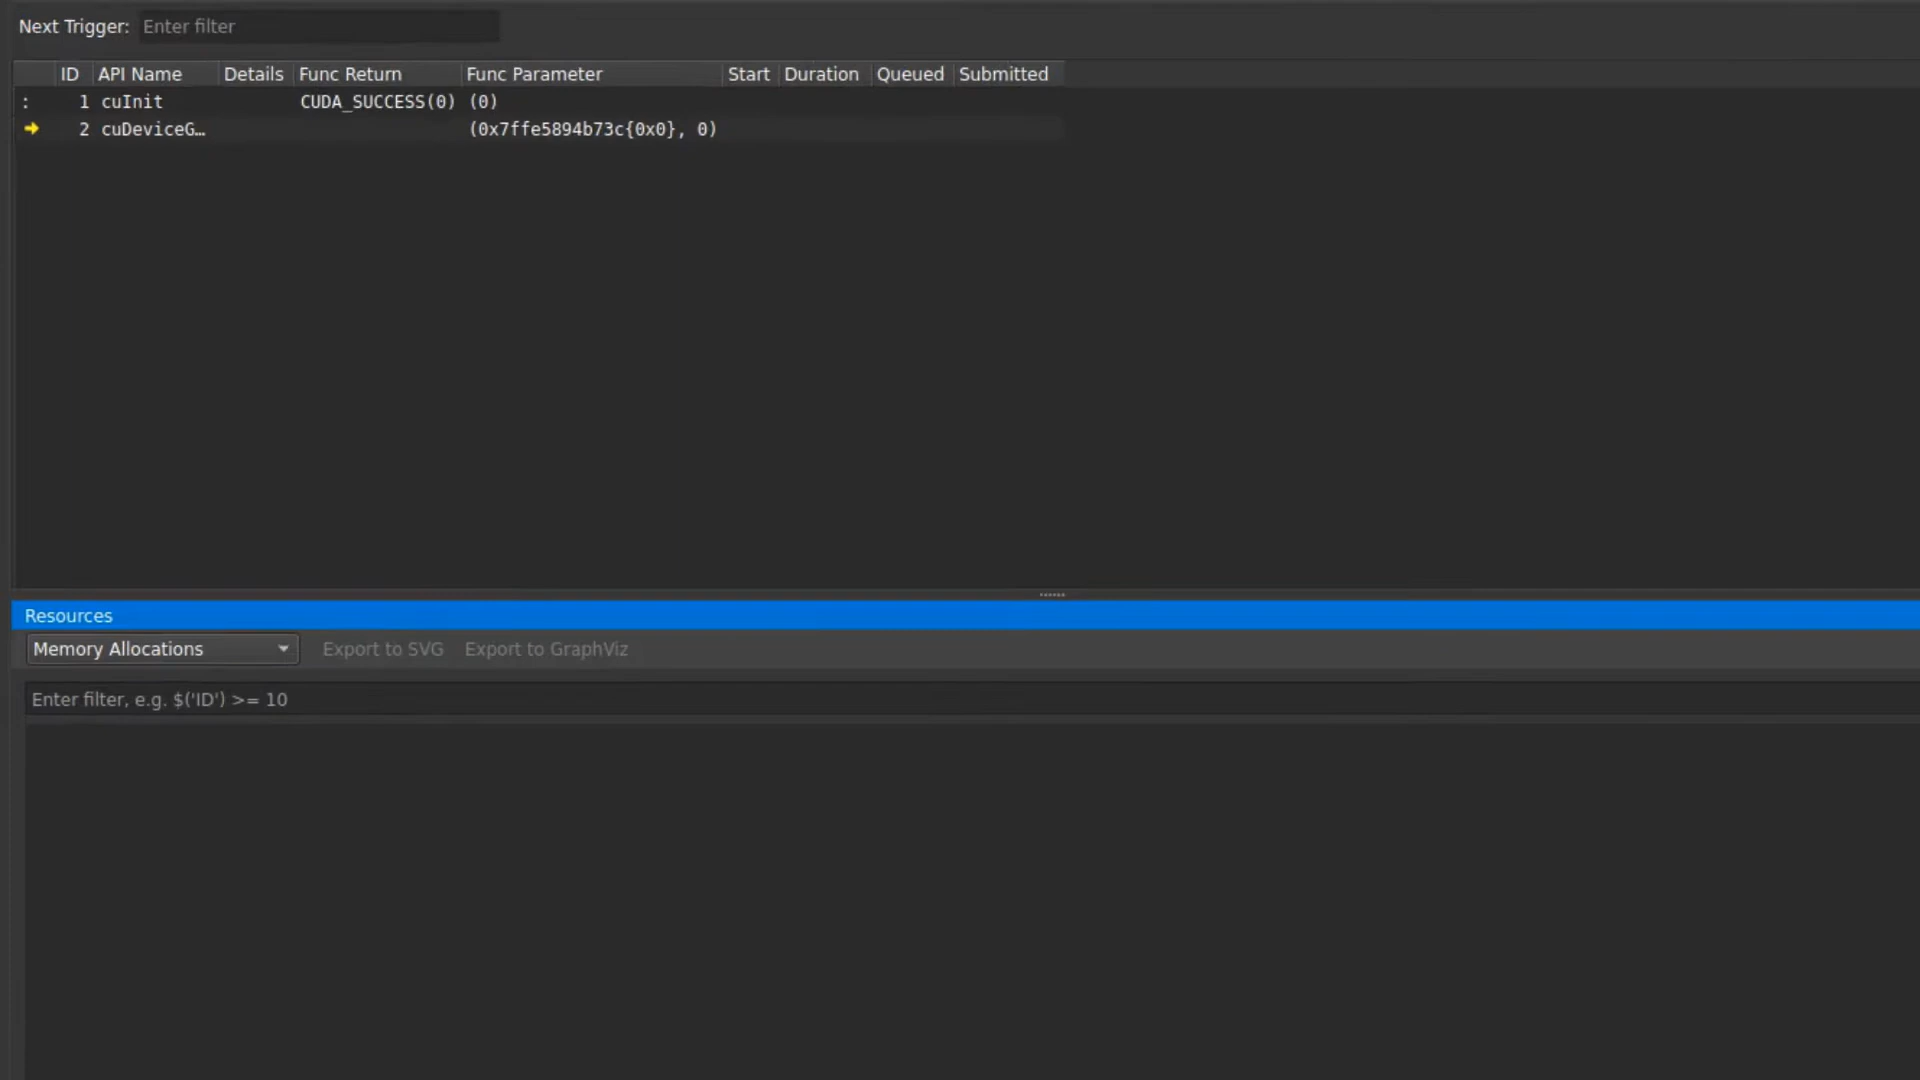 Next Trigger: Enter filter
ID API Name Details Func Return Func Parameter Start Duration Queued Submitted
: 1 cuInit CUDA_SUCCESS(0) (0)
2 cuDeviceG… (0x7ffe5894b73c{0x0}, 0)
Resources
Memory Allocations Export to SVG Export to GraphViz
Enter filter, e.g. $('ID') >= 10